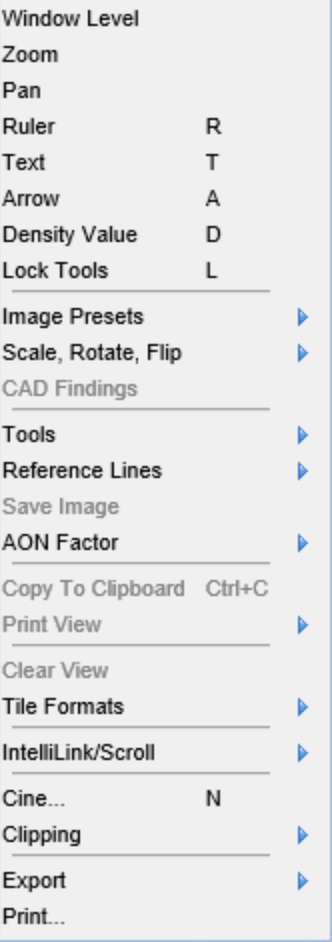 Window Level
Zoom
Pan
Ruler R
Text T
Arrow A
Density Value D
Lock Tools L
Image Presets
Scale, Rotate, Flip
CAD Findings
Tools
Reference Lines
Save Image
AON Factor
Copy To Clipboard Ctrl+C
Print View
Clear View
Tile Formats
IntelliLink/Scroll
Cine... N
Clipping
Export
Print...